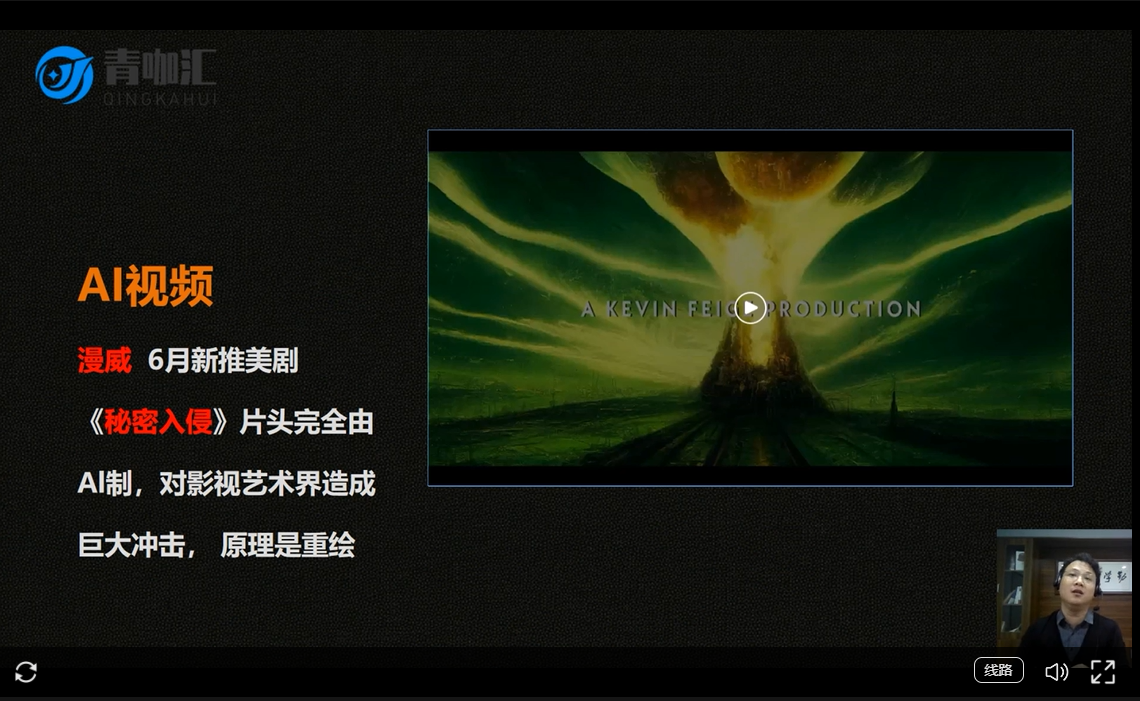 青咖汇
QINGKAHUI
A KEVIN FEIG PRODUCTION
AI视频
漫威 6月新推美剧
《秘密入侵》片头完全由
AI制，对影视艺术界造成
巨大冲击， 原理是重绘
线路